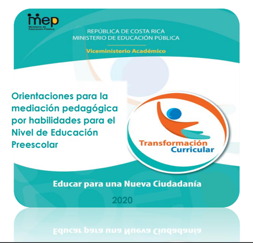 mep
REPÚBLICA DE COSTA RICA
MINISTERIO DE EDUCACIÓN PÚBLICA
Viceministerio Académico
Orientaciones para la
mediación pedagógica
por habilidades para el
Nivel de Educación
Preescolar
Transformación
Curricular
Educar para una Nueva Ciudadanía
2020